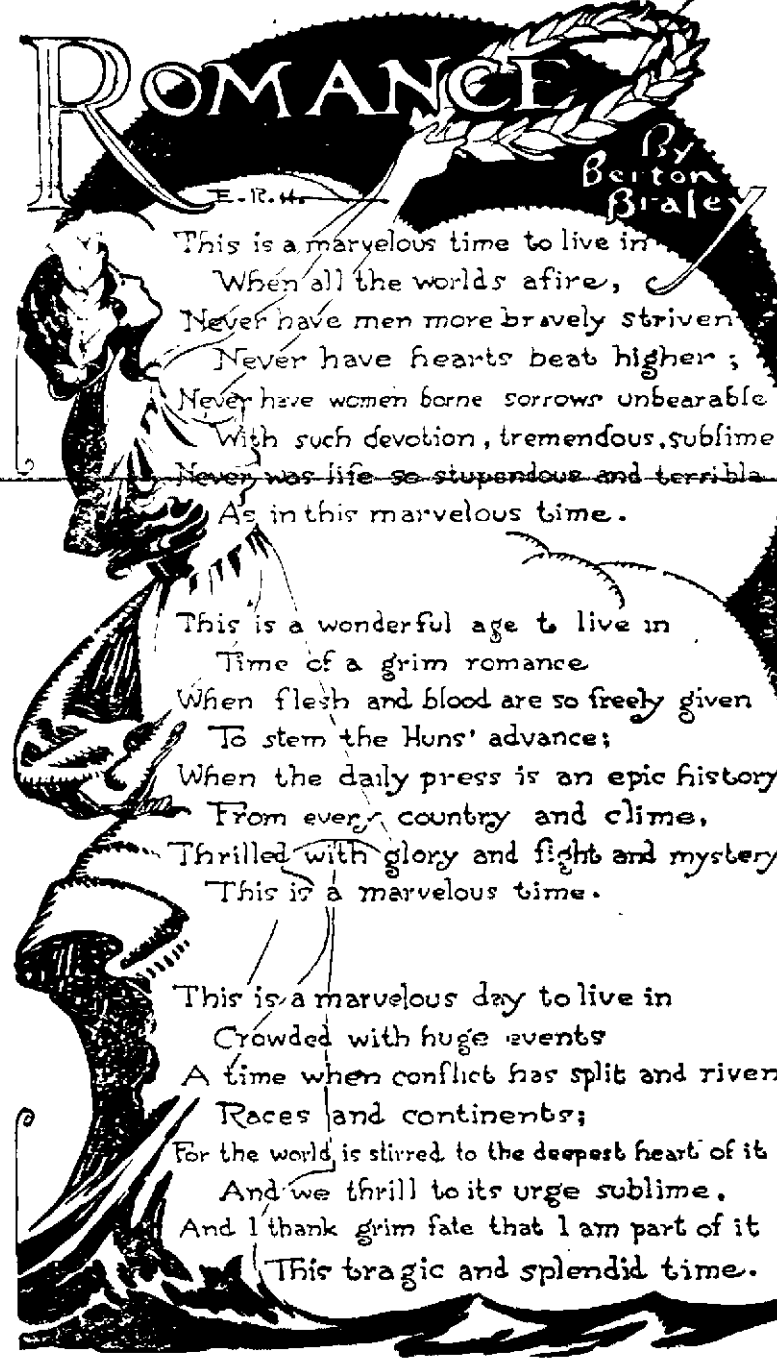 ROMANCE
By
Berton
Braley
E.R.H.
This is a marvelous time to live in
When all the worlds afire,
Never have men more bravely striven
Never have hearts beat higher;
Never have women borne sorrows unbearable
With such devotion, tremendous, sublime
Never was life so stupendous and terrible
As in this marvelous time.
This is a wonderful age to live in
Time of a grim romance
When flesh and blood are so freely given
To stem the Huns' advance;
When the daily press is an epic history
From every country and clime,
Thrilled with glory and fight and mystery
This is a marvelous time.
This is a marvelous day to live in
Crowded with huge events
A time when conflict has split and riven
Races and continents;
For the world is stirred to the deepest heart of it
And we thrill to its urge sublime.
And I thank grim fate that I am part of it
This tragic and splendid time.